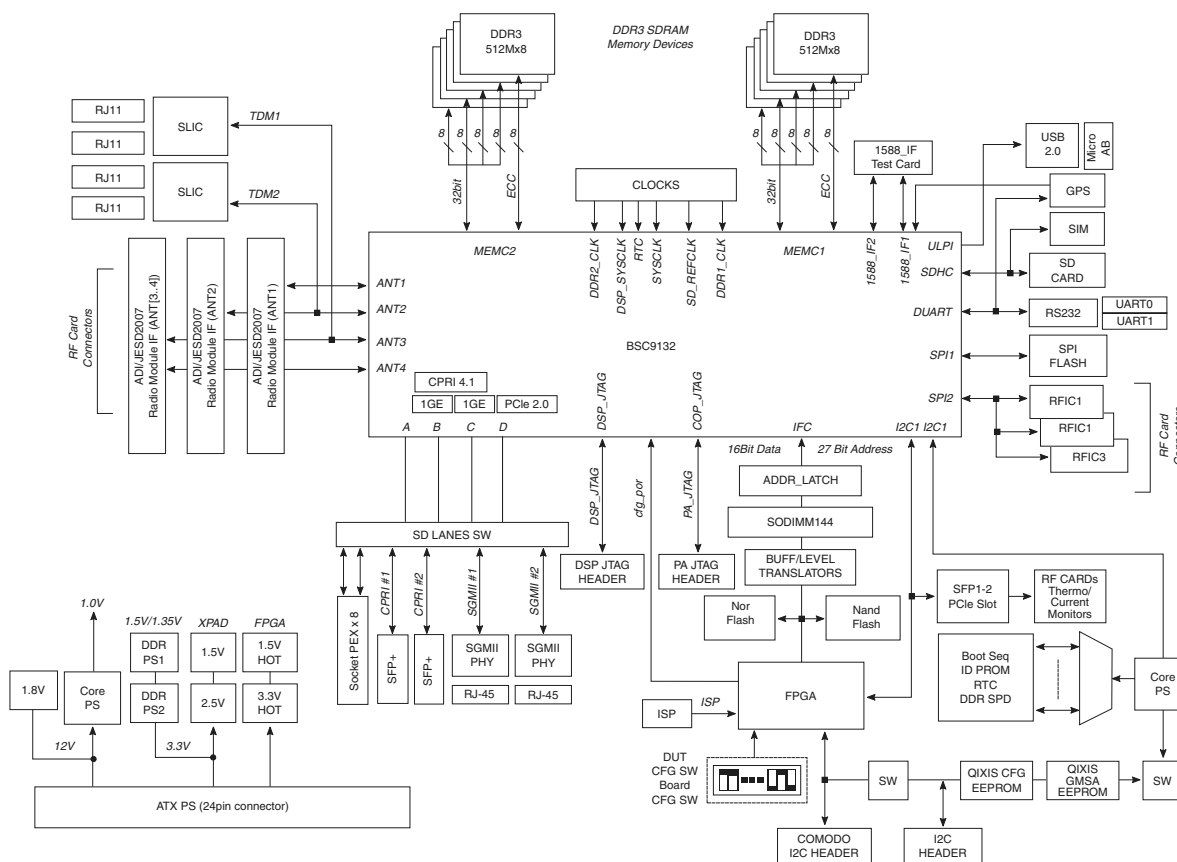 DDR3
512Mx8
DDR3 SDRAM
Memory Devices
DDR3
512Mx8
RJ11
RJ11
SLIC
TDM1
RJ11
RJ11
SLIC
TDM2
8
8
8
8
8
32bit
ECC
8
8
8
8
8
32bit
ECC
CLOCKS
1588_IF
Test Card
USB
2.0
Micro
AB
GPS
SIM
SD
CARD
RS232
UART0
UART1
SPI
FLASH
RFIC1
RFIC1
RFIC3
RF Card
Connectors
RF Card
Connectors
ADI/JESD2007
Radio Module IF (ANT[3..4])
ADI/JESD2007
Radio Module IF (ANT2)
ADI/JESD2007
Radio Module IF (ANT1)
MEMC2
DDR2_CLK
DSP_SYSCLK
RTC
SYSCLK
SD_REFCLK
DDR1_CLK
MEMC1
1588_IF2
1588_IF1
ULPI
SDHC
DUART
SPI1
SPI2
ANT1
ANT2
ANT3
ANT4
BSC9132
CPRI 4.1
1GE
1GE
PCIe 2.0
A
B
C
D
DSP_JTAG
COP_JTAG
IFC
I2C1
I2C1
16Bit Data
27 Bit Address
DSP_JTAG
cfg_por
PA_JTAG
ADDR_LATCH
SODIMM144
BUFF/LEVEL
TRANSLATORS
SD LANES SW
DSP JTAG
HEADER
PA JTAG
HEADER
CPRI #1
CPRI #2
SGMII #1
SGMII #2
Socket PEX x 8
SFP+
SFP+
SGMII
PHY
SGMII
PHY
RJ-45
RJ-45
Nor
Flash
Nand
Flash
SFP1-2
PCIe Slot
RF CARDs
Thermo/
Current
Monitors
Boot Seq
ID PROM
RTC
DDR SPD
Core
PS
1.0V
1.5V/1.35V
XPAD
FPGA
1.8V
Core
PS
DDR
PS1
DDR
PS2
1.5V
2.5V
1.5V
HOT
3.3V
HOT
12V
3.3V
ATX PS (24pin connector)
FPGA
ISP
ISP
DUT
CFG SW
Board
CFG SW
SW
QIXIS CFG
EEPROM
QIXIS
GMSA
EEPROM
SW
COMODO
I2C HEADER
I2C
HEADER